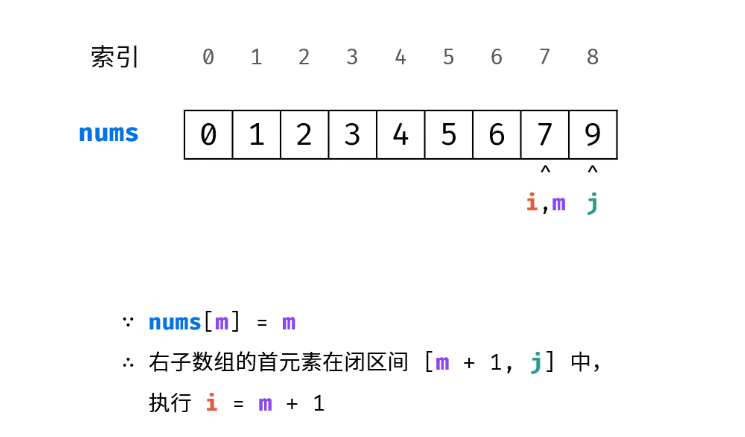 索引 0 1 2 3 4 5 6 7 8
nums 0 1 2 3 4 5 6 7 9
^ ^
i,m j
∵ nums[m] = m
∴ 右子数组的首元素在闭区间 [m + 1, j] 中，
执行 i = m + 1